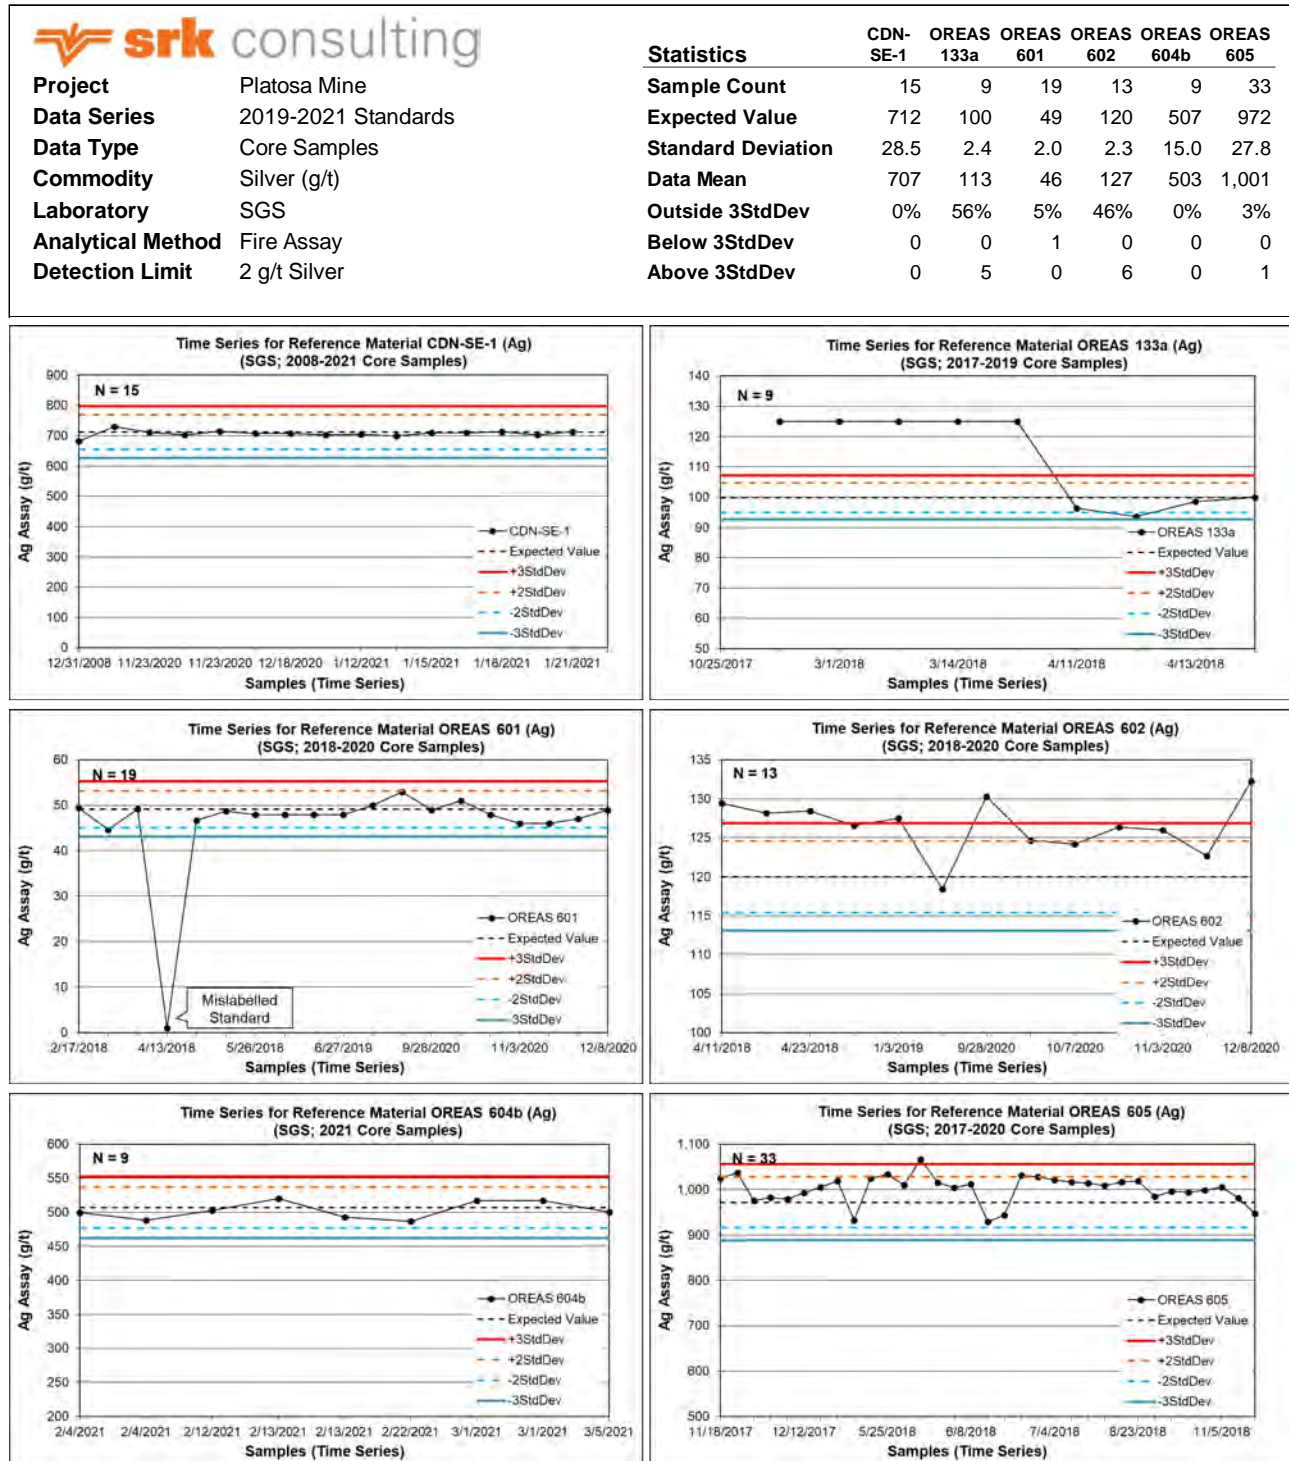 srk consulting
Project Platosa Mine
Data Series 2019-2021 Standards
Data Type Core Samples
Commodity Silver (g/t)
Laboratory SGS
Analytical Method Fire Assay
Detection Limit 2 g/t Silver
Statistics CDN-SE-1 OREAS 133a OREAS 601 OREAS 602 OREAS 604b OREAS 605
Sample Count 15 9 19 13 9 33
Expected Value 712 100 49 120 507 972
Standard Deviation 28.5 2.4 2.0 2.3 15.0 27.8
Data Mean 707 113 46 127 503 1,001
Outside 3StdDev 0% 56% 5% 46% 0% 3%
Below 3StdDev 0 0 1 0 0 0
Above 3StdDev 0 5 0 6 0 1
Time Series for Reference Material CDN-SE-1 (Ag)
(SGS; 2008-2021 Core Samples)
N = 15
Ag Assay (g/t)
900
800
700
600
500
400
300
200
100
0
CDN-SE-1
Expected Value
+3StdDev
+2StdDev
-2StdDev
-3StdDev
12/31/2008 11/23/2020 11/23/2020 12/18/2020 1/12/2021 1/15/2021 1/16/2021 1/21/2021
Samples (Time Series)
Time Series for Reference Material OREAS 133a (Ag)
(SGS; 2017-2019 Core Samples)
N = 9
Ag Assay (g/t)
140
130
120
110
100
90
80
70
60
50
OREAS 133a
Expected Value
+3StdDev
+2StdDev
-2StdDev
-3StdDev
10/25/2017 3/1/2018 3/14/2018 4/11/2018 4/13/2018
Samples (Time Series)
Time Series for Reference Material OREAS 601 (Ag)
(SGS; 2018-2020 Core Samples)
N = 19
Ag Assay (g/t)
60
50
40
30
20
10
0
Mislabelled
Standard
OREAS 601
Expected Value
+3StdDev
+2StdDev
-2StdDev
-3StdDev
2/17/2018 4/13/2018 5/26/2018 6/27/2019 9/28/2020 11/3/2020 12/8/2020
Samples (Time Series)
Time Series for Reference Material OREAS 602 (Ag)
(SGS; 2018-2020 Core Samples)
N = 13
Ag Assay (g/t)
135
130
125
120
115
110
105
100
OREAS 602
Expected Value
+3StdDev
+2StdDev
-2StdDev
-3StdDev
4/11/2018 4/23/2018 1/3/2019 9/28/2020 10/7/2020 11/3/2020 12/8/2020
Samples (Time Series)
Time Series for Reference Material OREAS 604b (Ag)
(SGS; 2021 Core Samples)
N = 9
Ag Assay (g/t)
600
550
500
450
400
350
300
250
200
OREAS 604b
Expected Value
+3StdDev
+2StdDev
-2StdDev
-3StdDev
2/4/2021 2/4/2021 2/12/2021 2/13/2021 2/13/2021 2/22/2021 3/1/2021 3/1/2021 3/5/2021
Samples (Time Series)
Time Series for Reference Material OREAS 605 (Ag)
(SGS; 2017-2020 Core Samples)
N = 33
Ag Assay (g/t)
1,100
1,000
900
800
700
600
500
OREAS 605
Expected Value
+3StdDev
+2StdDev
-2StdDev
-3StdDev
11/18/2017 12/12/2017 5/25/2018 6/8/2018 7/4/2018 8/23/2018 11/5/2018
Samples (Time Series)